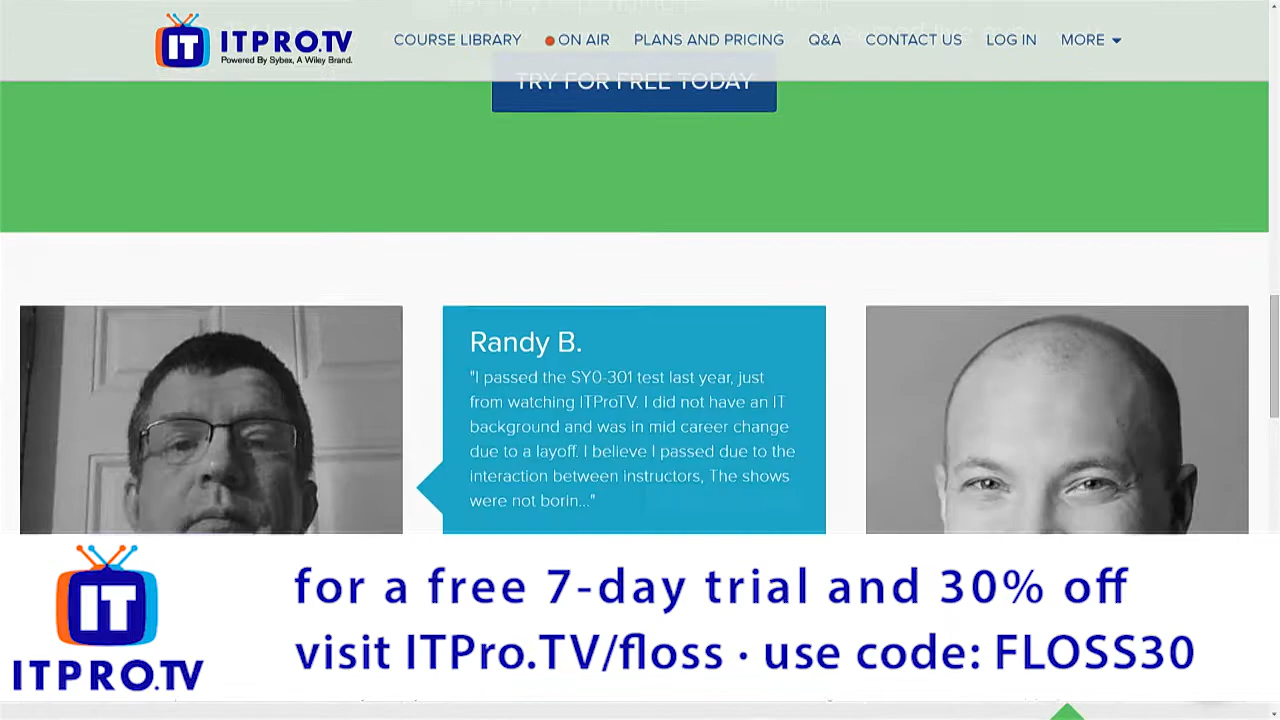 IT
ITPRO.TV
Powered By Sybex, A Wiley Brand.
COURSE LIBRARY
ON AIR
PLANS AND PRICING
Q&A
CONTACT US
LOG IN
MORE
TRY FOR FREE TODAY
Randy B.
"I passed the SY0-301 test last year, just
from watching ITProTV. I did not have an IT
background and was in mid career change
due to a layoff. I believe I passed due to the
interaction between instructors, The shows
were not borin..."
IT
ITPRO.TV
for a free 7-day trial and 30% off
visit ITPro.TV/floss · use code: FLOSS30